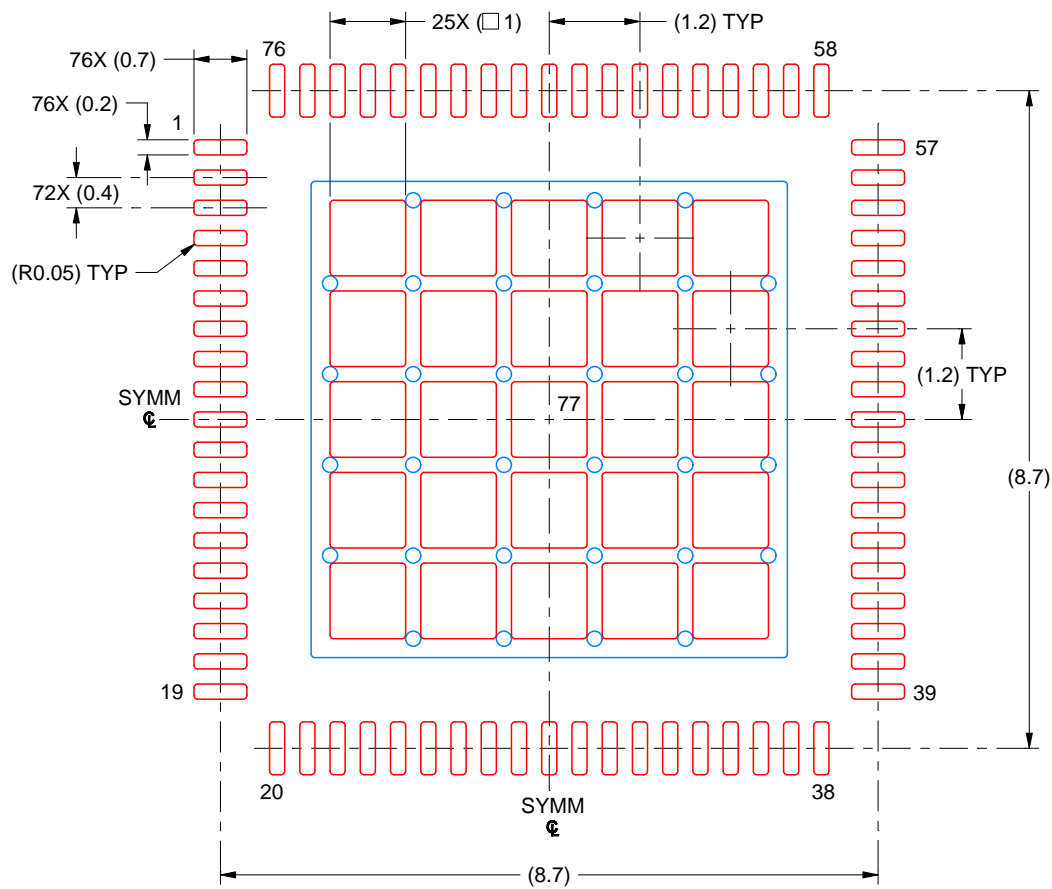 25X (□ 1)
(1.2) TYP
76X (0.7)
76
58
76X (0.2)
1
57
72X (0.4)
(R0.05) TYP
(1.2) TYP
SYMM
℄
77
(8.7)
19
39
20
38
SYMM
℄
(8.7)